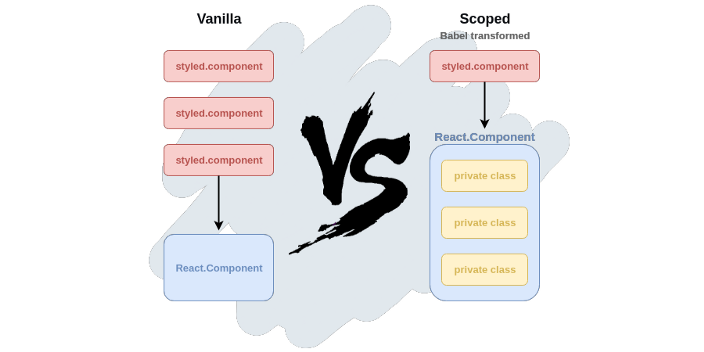 Vanilla
styled.component
styled.component
styled.component
React.Component
VS
Scoped
Babel transformed
styled.component
React.Component
private class
private class
private class